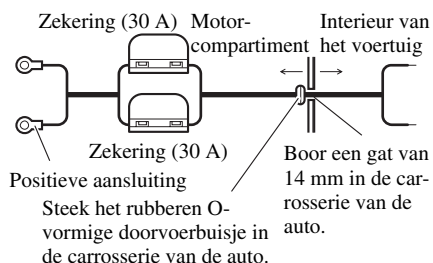 Zekering (30 A)
Motor-
compartiment
Interieur van
het voertuig
Zekering (30 A)
Positieve aansluiting
Steek het rubberen O-
vormige doorvoerbuisje in
de carrosserie van de auto.
Boor een gat van
14 mm in de car-
rosserie van de
auto.